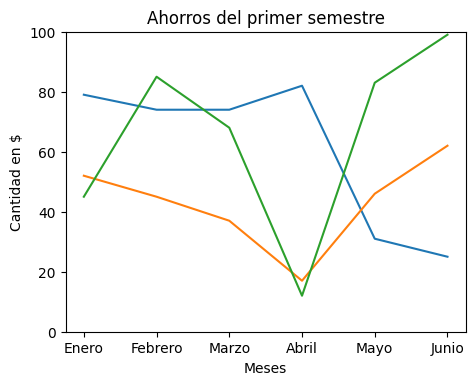 Ahorros del primer semestre
Cantidad en $
100
80
60
40
20
0
Enero Febrero Marzo Abril Mayo Junio
Meses